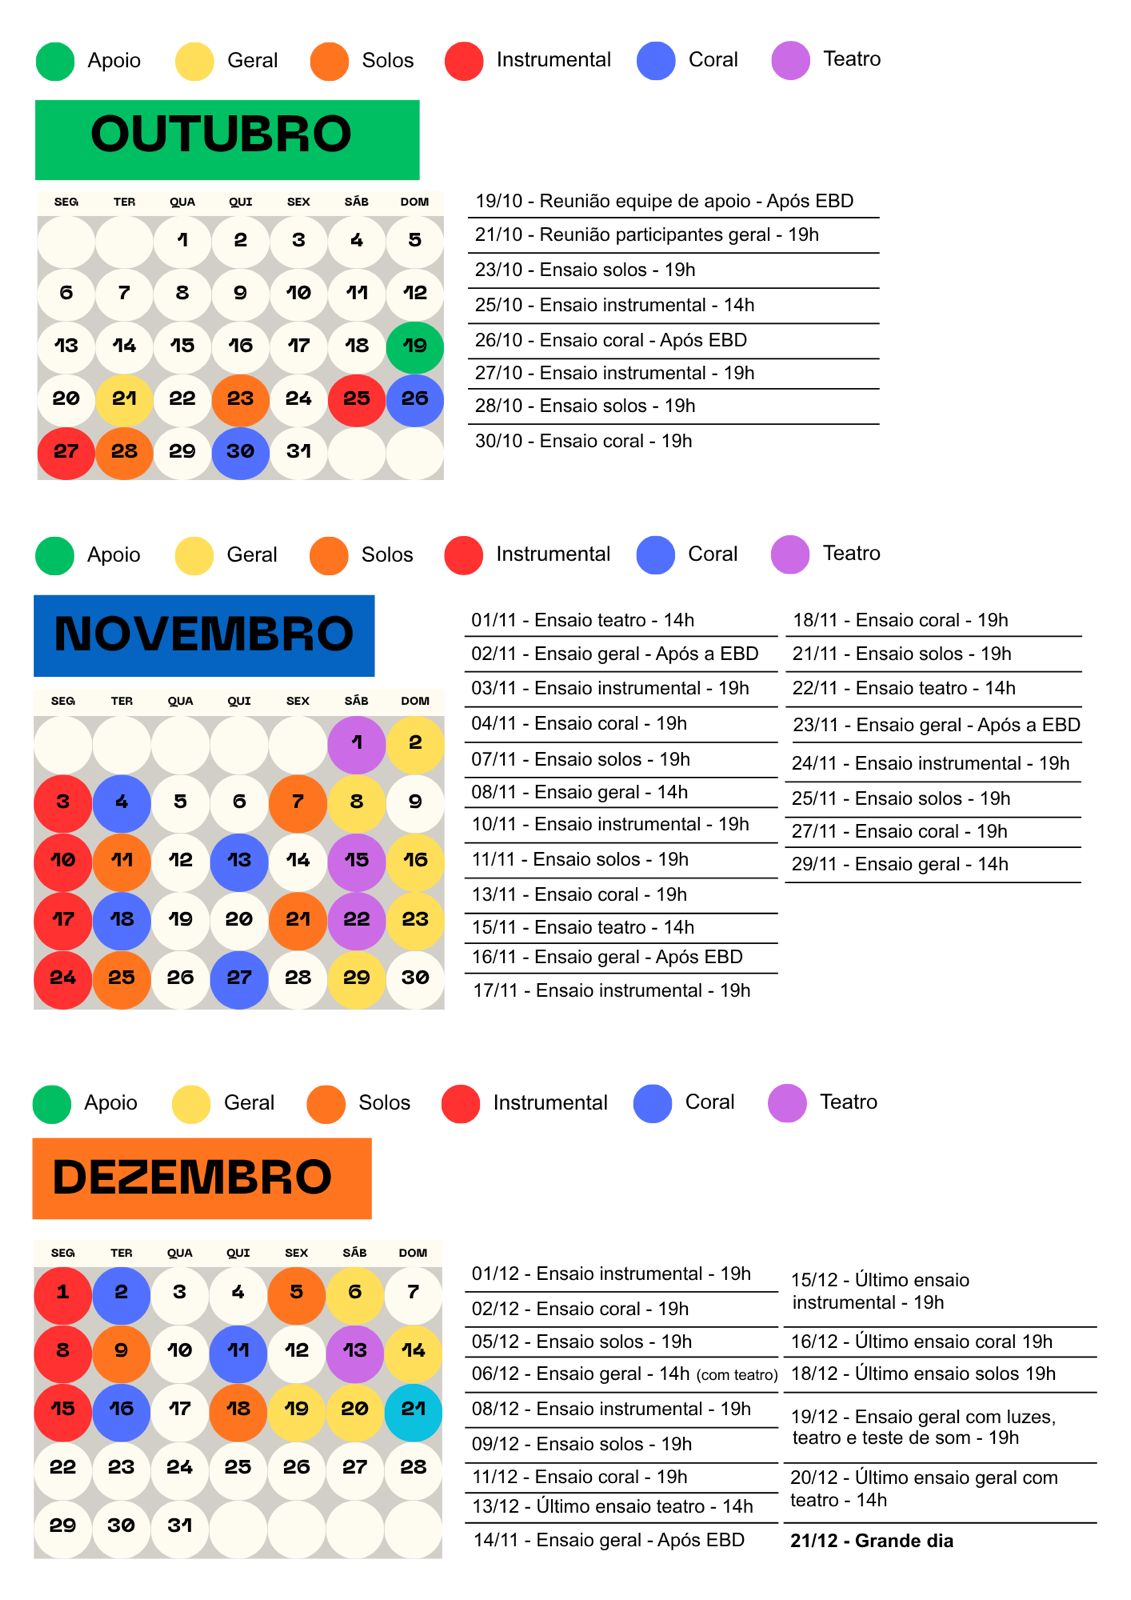 Apoio Geral Solos Instrumental Coral Teatro
OUTUBRO
SEG TER QUA QUI SEX SÁB DOM
1 2 3 4 5
6 7 8 9 10 11 12
13 14 15 16 17 18 19
20 21 22 23 24 25 26
27 28 29 30 31
19/10 - Reunião equipe de apoio - Após EBD
21/10 - Reunião participantes geral - 19h
23/10 - Ensaio solos - 19h
25/10 - Ensaio instrumental - 14h
26/10 - Ensaio coral - Após EBD
27/10 - Ensaio instrumental - 19h
28/10 - Ensaio solos - 19h
30/10 - Ensaio coral - 19h
Apoio Geral Solos Instrumental Coral Teatro
NOVEMBRO
SEG TER QUA QUI SEX SÁB DOM
1 2
3 4 5 6 7 8 9
10 11 12 13 14 15 16
17 18 19 20 21 22 23
24 25 26 27 28 29 30
01/11 - Ensaio teatro - 14h
02/11 - Ensaio geral - Após a EBD
03/11 - Ensaio instrumental - 19h
04/11 - Ensaio coral - 19h
07/11 - Ensaio solos - 19h
08/11 - Ensaio geral - 14h
10/11 - Ensaio instrumental - 19h
11/11 - Ensaio solos - 19h
13/11 - Ensaio coral - 19h
15/11 - Ensaio teatro - 14h
16/11 - Ensaio geral - Após EBD
17/11 - Ensaio instrumental - 19h
18/11 - Ensaio coral - 19h
21/11 - Ensaio solos - 19h
22/11 - Ensaio teatro - 14h
23/11 - Ensaio geral - Após a EBD
24/11 - Ensaio instrumental - 19h
25/11 - Ensaio solos - 19h
27/11 - Ensaio coral - 19h
29/11 - Ensaio geral - 14h
Apoio Geral Solos Instrumental Coral Teatro
DEZEMBRO
SEG TER QUA QUI SEX SÁB DOM
1 2 3 4 5 6 7
8 9 10 11 12 13 14
15 16 17 18 19 20 21
22 23 24 25 26 27 28
29 30 31
01/12 - Ensaio instrumental - 19h
02/12 - Ensaio coral - 19h
05/12 - Ensaio solos - 19h
06/12 - Ensaio geral - 14h (com teatro)
08/12 - Ensaio instrumental - 19h
09/12 - Ensaio solos - 19h
11/12 - Ensaio coral - 19h
13/12 - Último ensaio teatro - 14h
14/11 - Ensaio geral - Após EBD
15/12 - Último ensaio
instrumental - 19h
16/12 - Último ensaio coral 19h
18/12 - Último ensaio solos 19h
19/12 - Ensaio geral com luzes,
teatro e teste de som - 19h
20/12 - Último ensaio geral com
teatro - 14h
21/12 - Grande dia